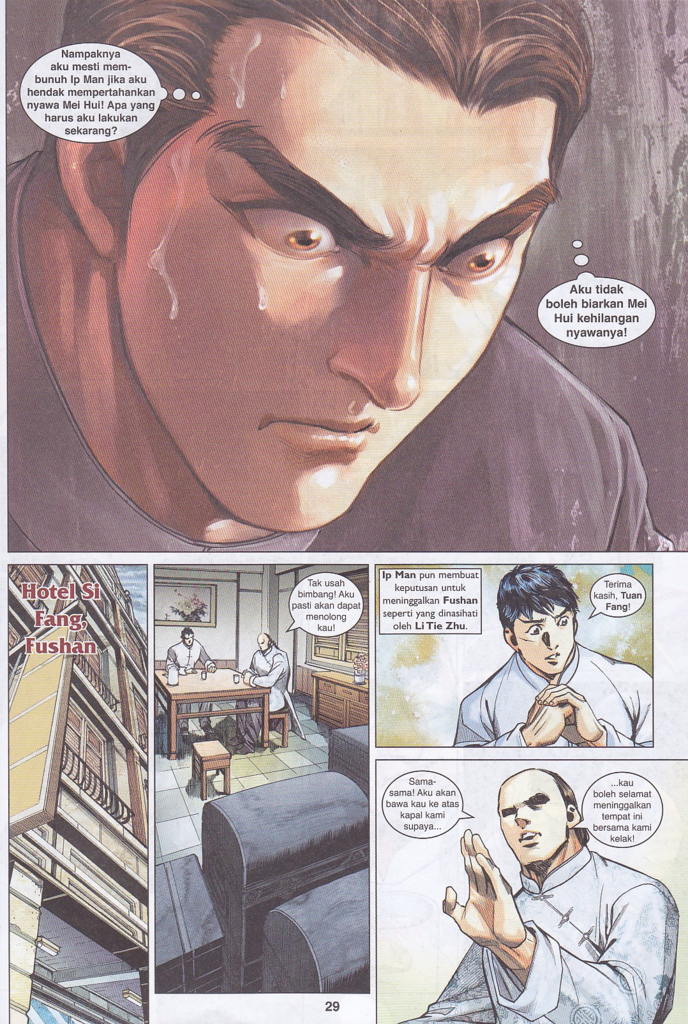 Nampaknya
aku mesti mem-
bunuh Ip Man jika aku
hendak mempertahankan
nyawa Mei Hui! Apa yang
harus aku lakukan
sekarang?
Aku tidak
boleh biarkan Mei
Hui kehilangan
nyawanya!
Hotel Si
Fang,
Fushan
Tak usah
bimbang! Aku
pasti akan dapat
menolong
kau!
Ip Man pun membuat
keputusan untuk
meninggalkan Fushan
seperti yang dinasihati
oleh Li Tie Zhu.
Terima
kasih, Tuan
Fang!
Sama-
sama! Aku akan
bawa kau ke atas
kapal kami
supaya...
...kau
boleh selamat
meninggalkan
tempat ini
bersama kami
kelak!
29